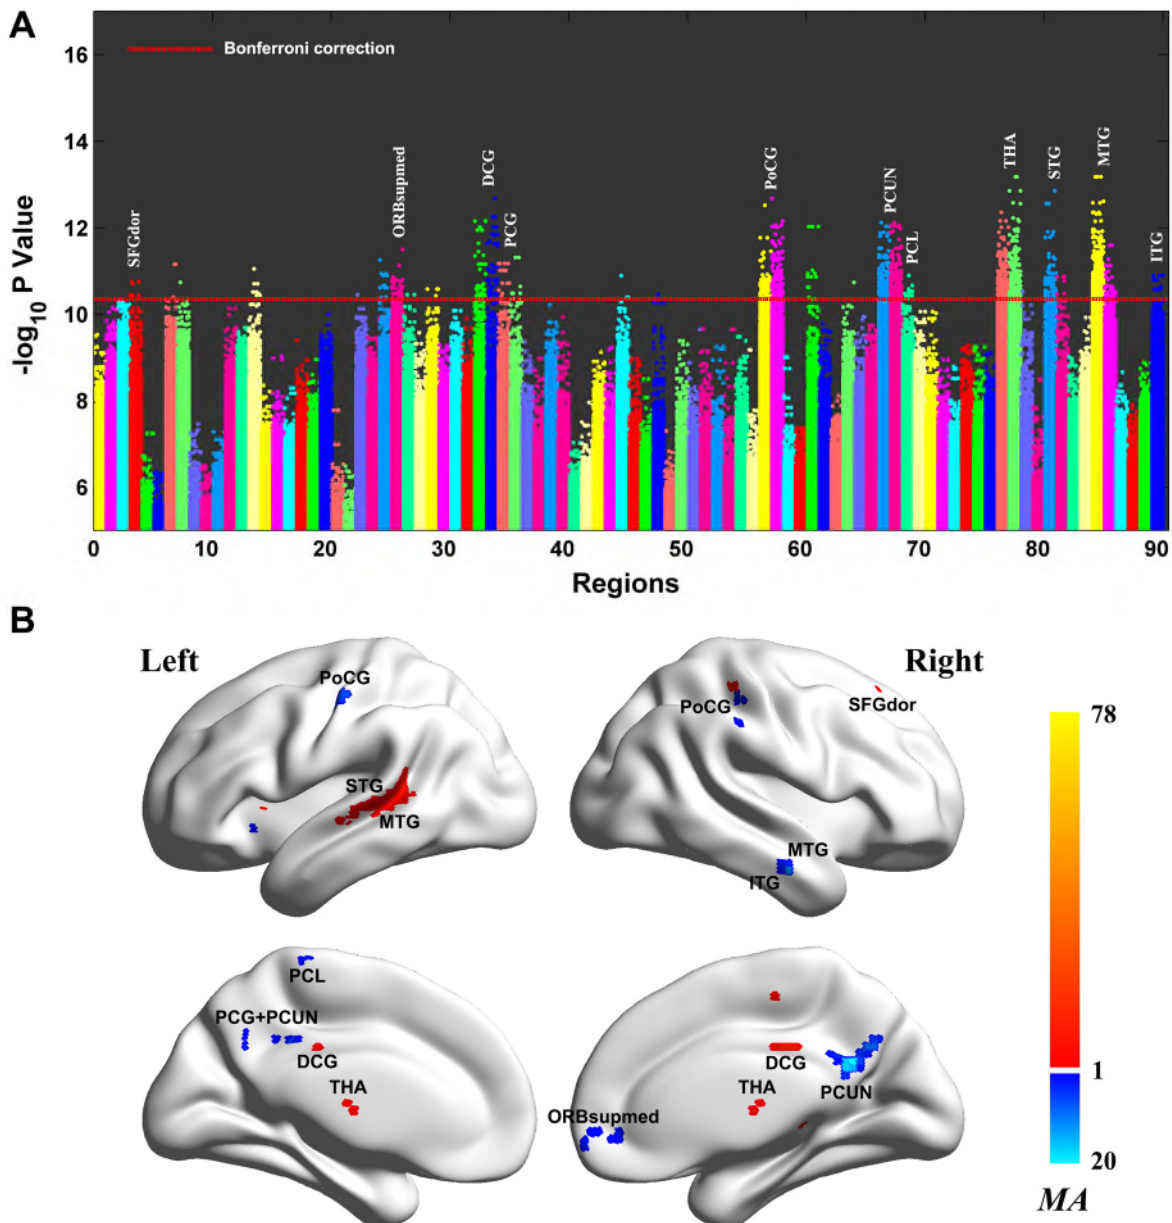 A
-log10 P Value
16
14
12
10
8
6
Bonferroni correction
SFGdor
ORBsupmed
DCG
PCG
PoCG
PCUN
PCL
THA
STG
MTG
ITG
0 10 20 30 40 50 60 70 80 90
Regions
B
Left
Right
PoCG
STG
MTG
PoCG
SFGdor
MTG
ITG
PCL
PCG+PCUN
DCG
THA
DCG
THA
PCUN
ORBsupmed
78
1
20
MA